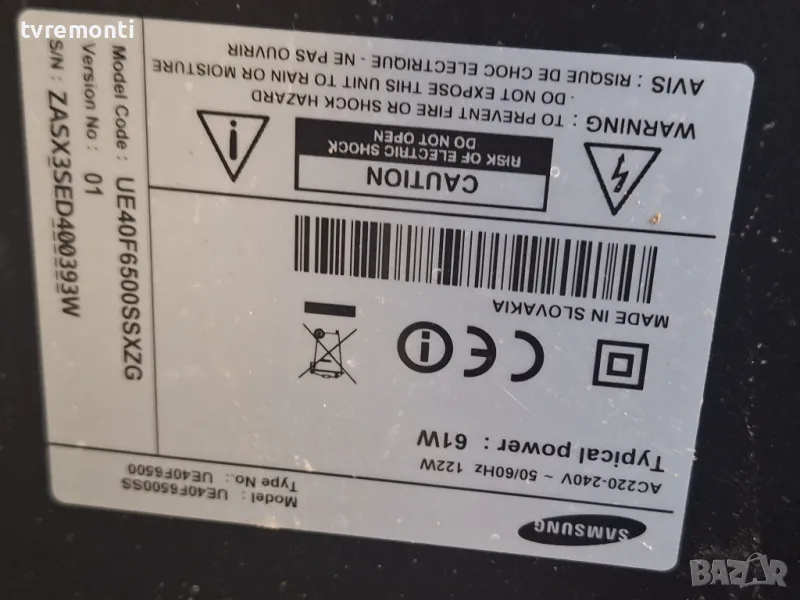 tvremonti
SAMSUNG
Model : UE40F6500SS
Type No.: UE40F6500
AC220-240V ~ 50/60Hz 122W
Typical power : 61W
CE
MADE IN SLOVAKIA
CAUTION
RISK OF ELECTRIC SHOCK
DO NOT OPEN
WARNING : TO PREVENT FIRE OR SHOCK HAZARD
· DO NOT EXPOSE THIS UNIT TO RAIN OR MOISTURE
AVIS : RISQUE DE CHOC ELECTRIQUE - NE PAS OUVRIR
Model Code : UE40F6500SSXZG
Version No : 01
S/N : ZASX3SED400393W
BAZAR